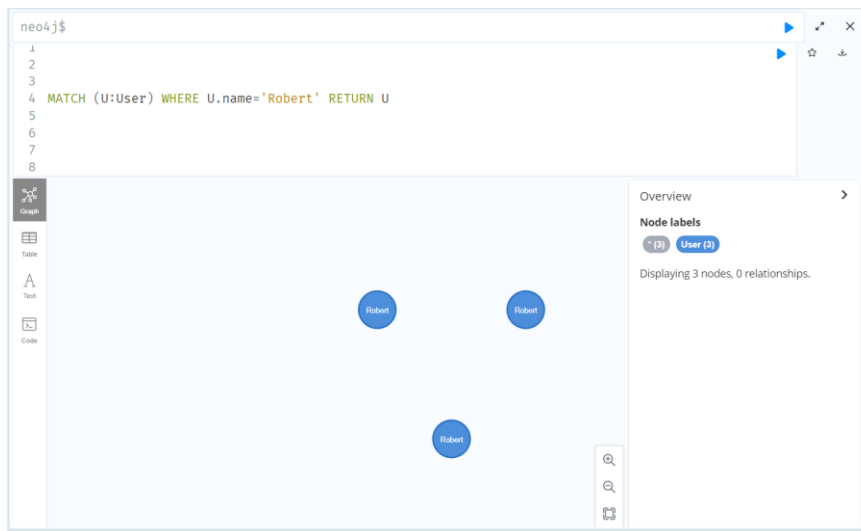 neo4j$
1
2
3
4 MATCH (U:User) WHERE U.name='Robert' RETURN U
5
6
7
8
Graph
Table
A
Text
Code
Robert
Robert
Robert
Overview
Node labels
* (3) User (3)
Displaying 3 nodes, 0 relationships.